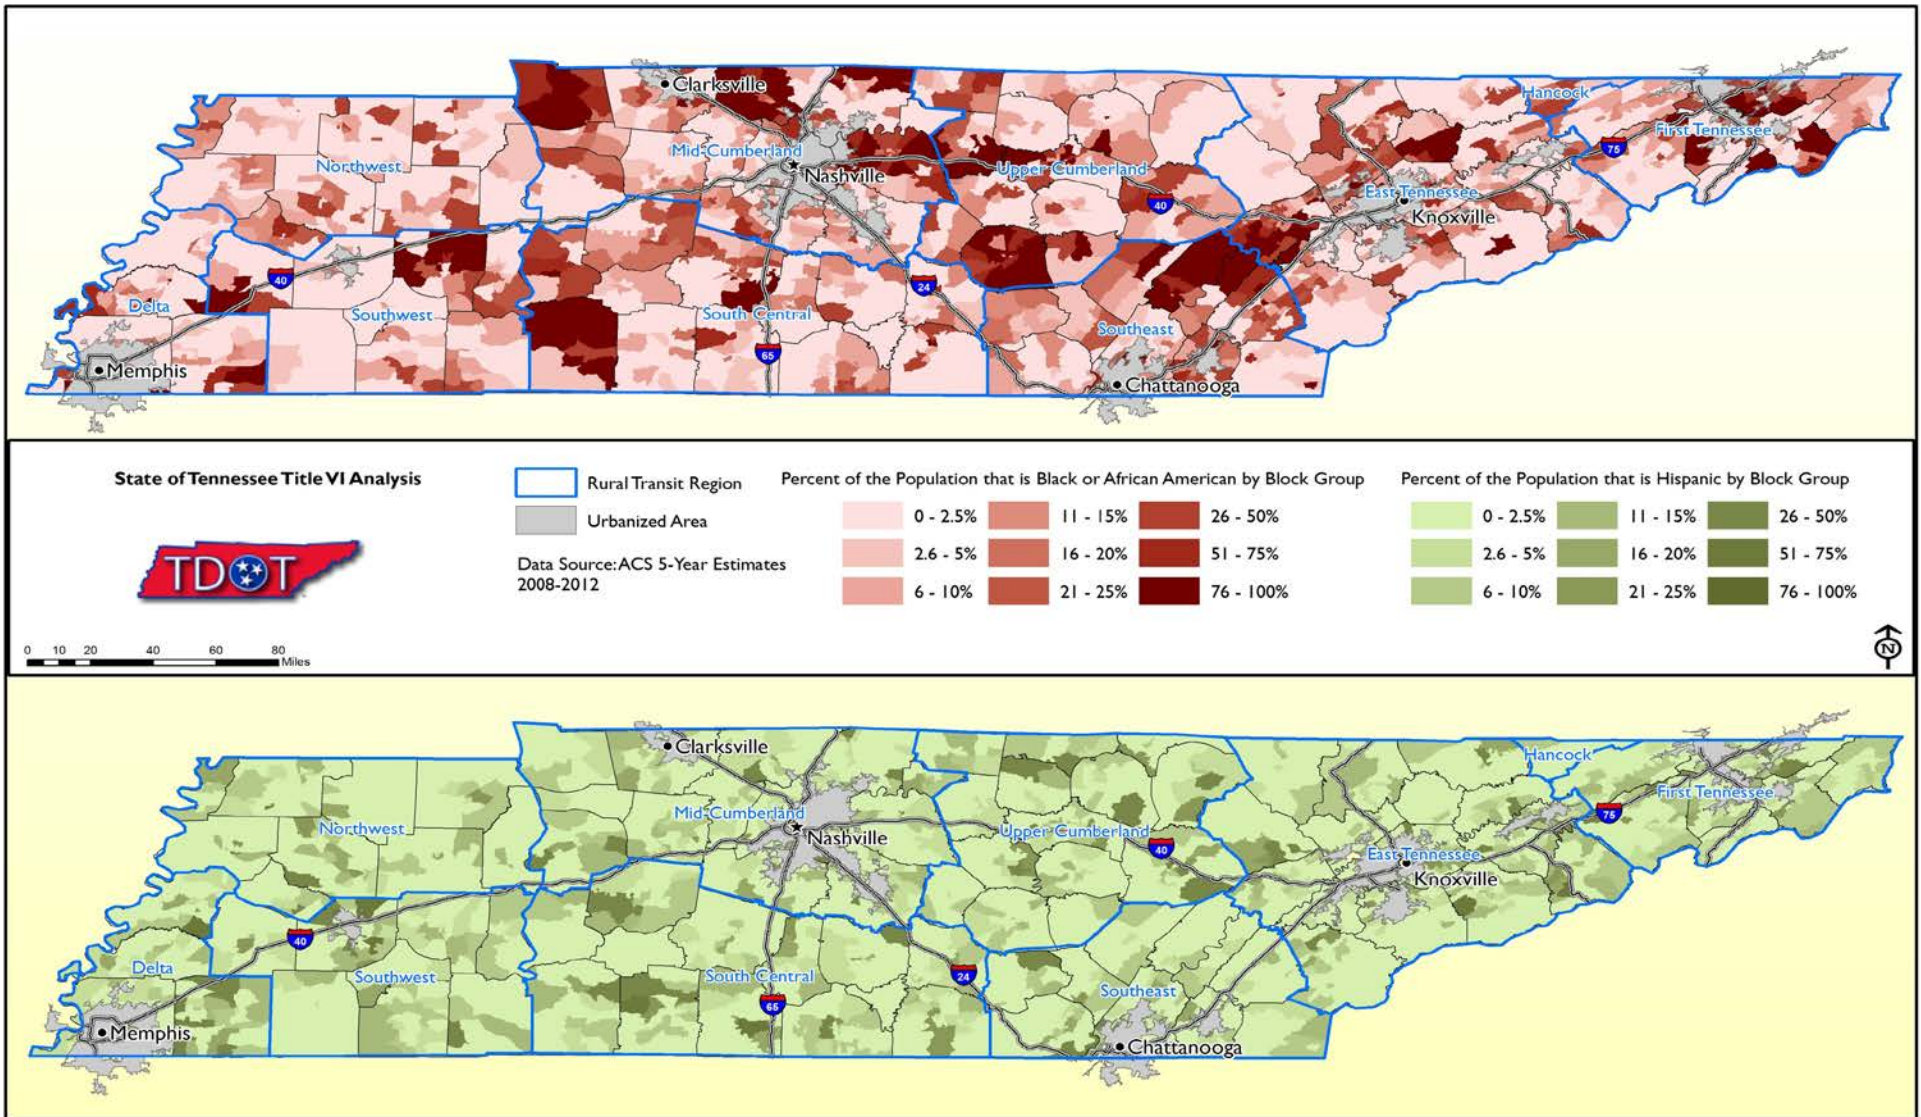 Clarksville
Hancock
First Tennessee
75
Mid-Cumberland
Nashville
Northwest
Upper Cumberland
East Tennessee
Knoxville
40
40
24
Delta
Southwest
South Central
Southeast
65
Memphis
Chattanooga
State of Tennessee Title VI Analysis
TDOT
0 10 20 40 60 80
Miles
Rural Transit Region
Urbanized Area
Data Source: ACS 5-Year Estimates
2008-2012
Percent of the Population that is Black or African American by Block Group
0 - 2.5% 11 - 15% 26 - 50%
2.6 - 5% 16 - 20% 51 - 75%
6 - 10% 21 - 25% 76 - 100%
Percent of the Population that is Hispanic by Block Group
0 - 2.5% 11 - 15% 26 - 50%
2.6 - 5% 16 - 20% 51 - 75%
6 - 10% 21 - 25% 76 - 100%
N
Clarksville
Hancock
First Tennessee
75
Mid-Cumberland
Nashville
Northwest
Upper Cumberland
East Tennessee
Knoxville
40
40
24
Delta
Southwest
South Central
Southeast
65
Memphis
Chattanooga